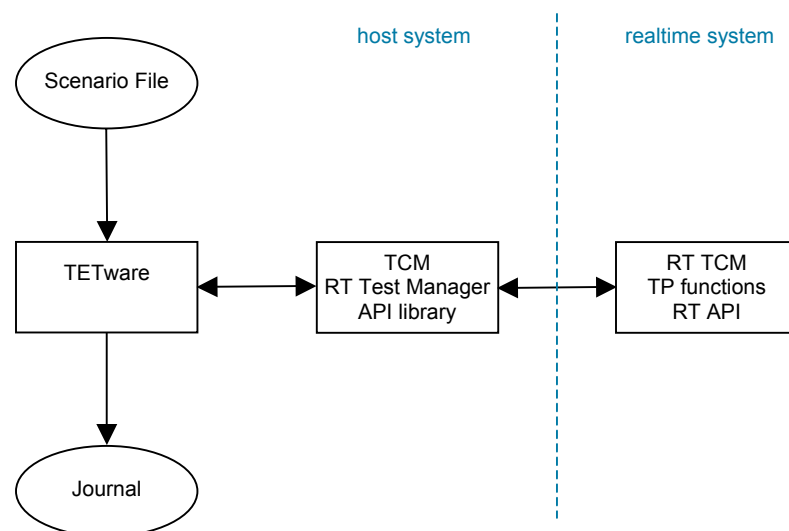 host system
realtime system
Scenario File
TETware
TCM
RT Test Manager
API library
RT TCM
TP functions
RT API
Journal